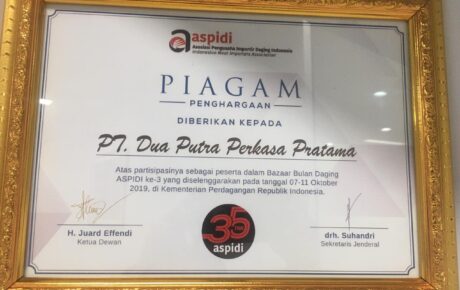 aspidi
Asosiasi Pengusaha Importir Daging Indonesia
Indonesian Meat Importers Association
PIAGAM
PENGHARGAAN
DIBERIKAN KEPADA
PT. Dua Putra Perkasa Pratama
Atas partisipasinya sebagai peserta dalam Bazaar Bulan Daging
ASPIDI ke-3 yang diselenggarakan pada tanggal 07-11 Oktober
2019, di Kementerian Perdagangan Republik Indonesia.
35
aspidi
H. Juard Effendi
Ketua Dewan
drh. Suhandri
Sekretaris Jenderal